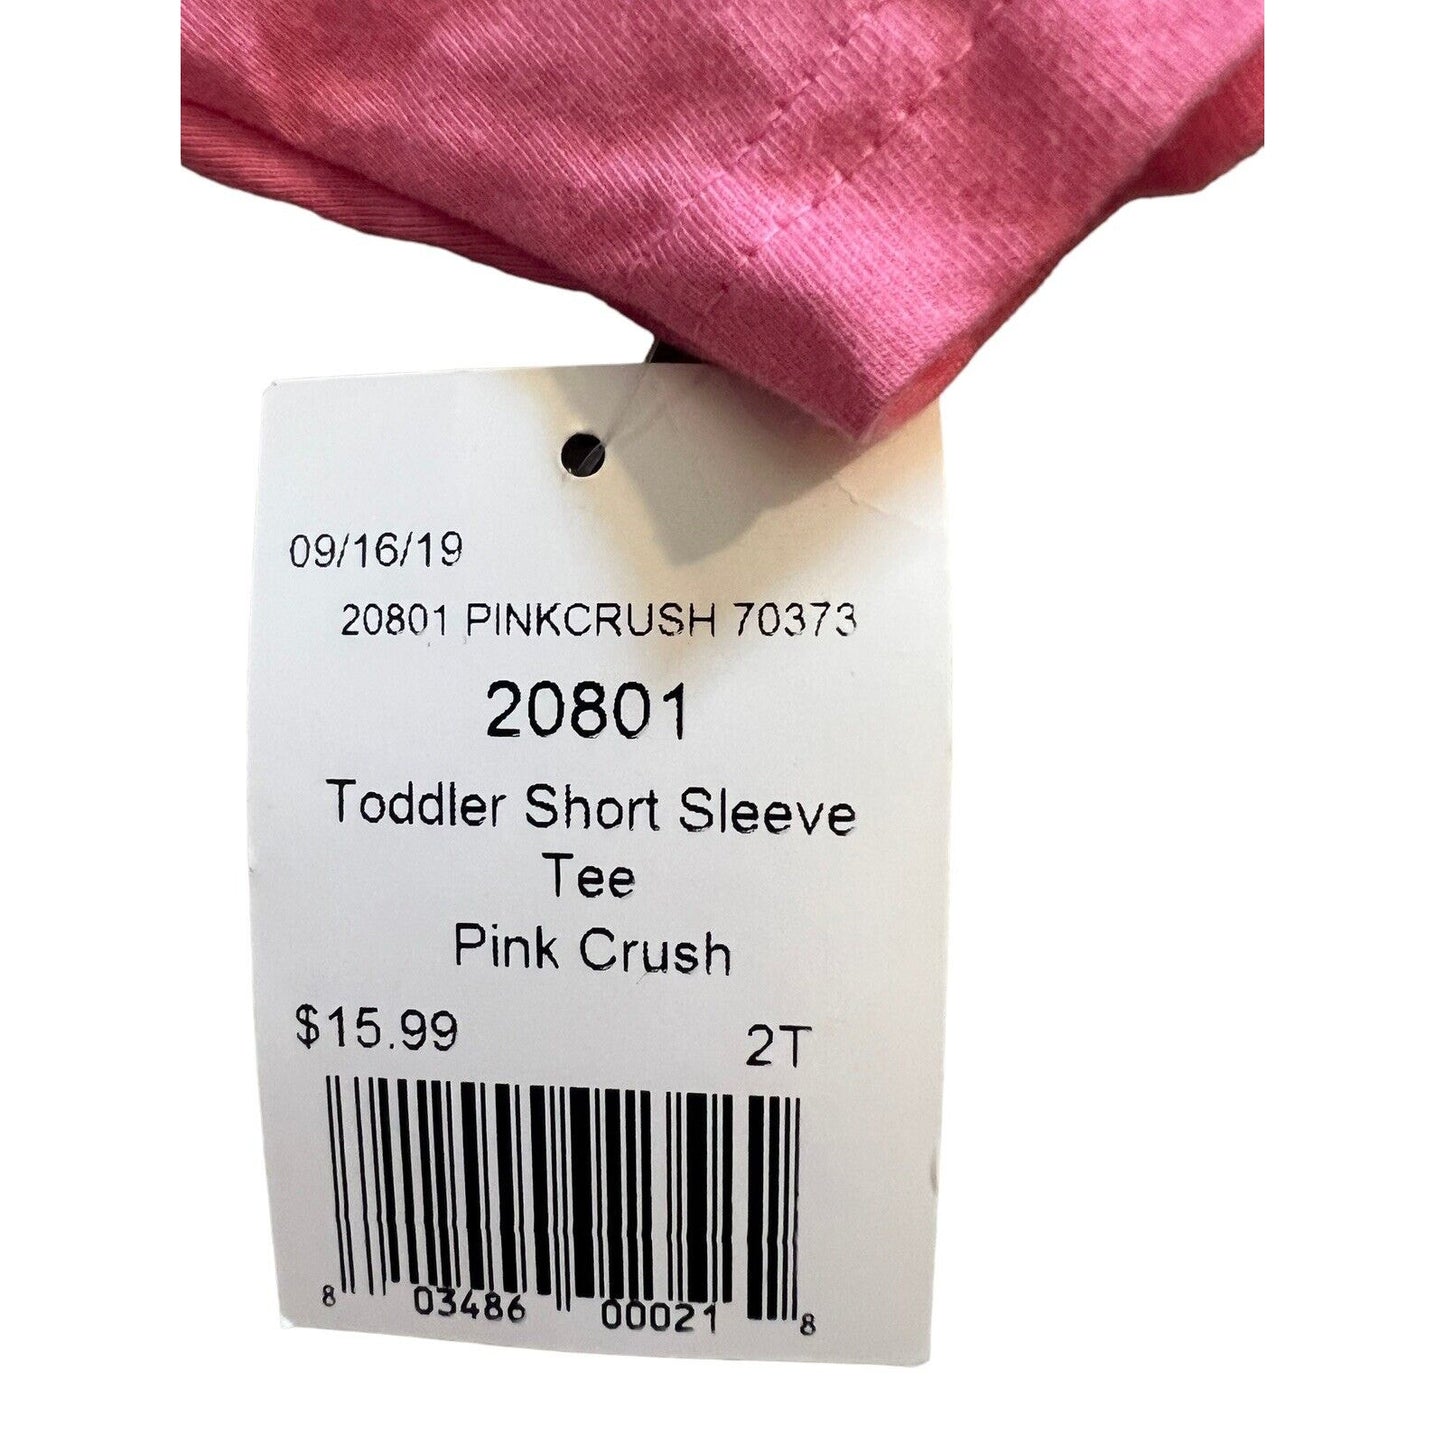 09/16/19
20801 PINKCRUSH 70373
20801
Toddler Short Sleeve
Tee
Pink Crush
$15.99 2T
8 03486 00021 8